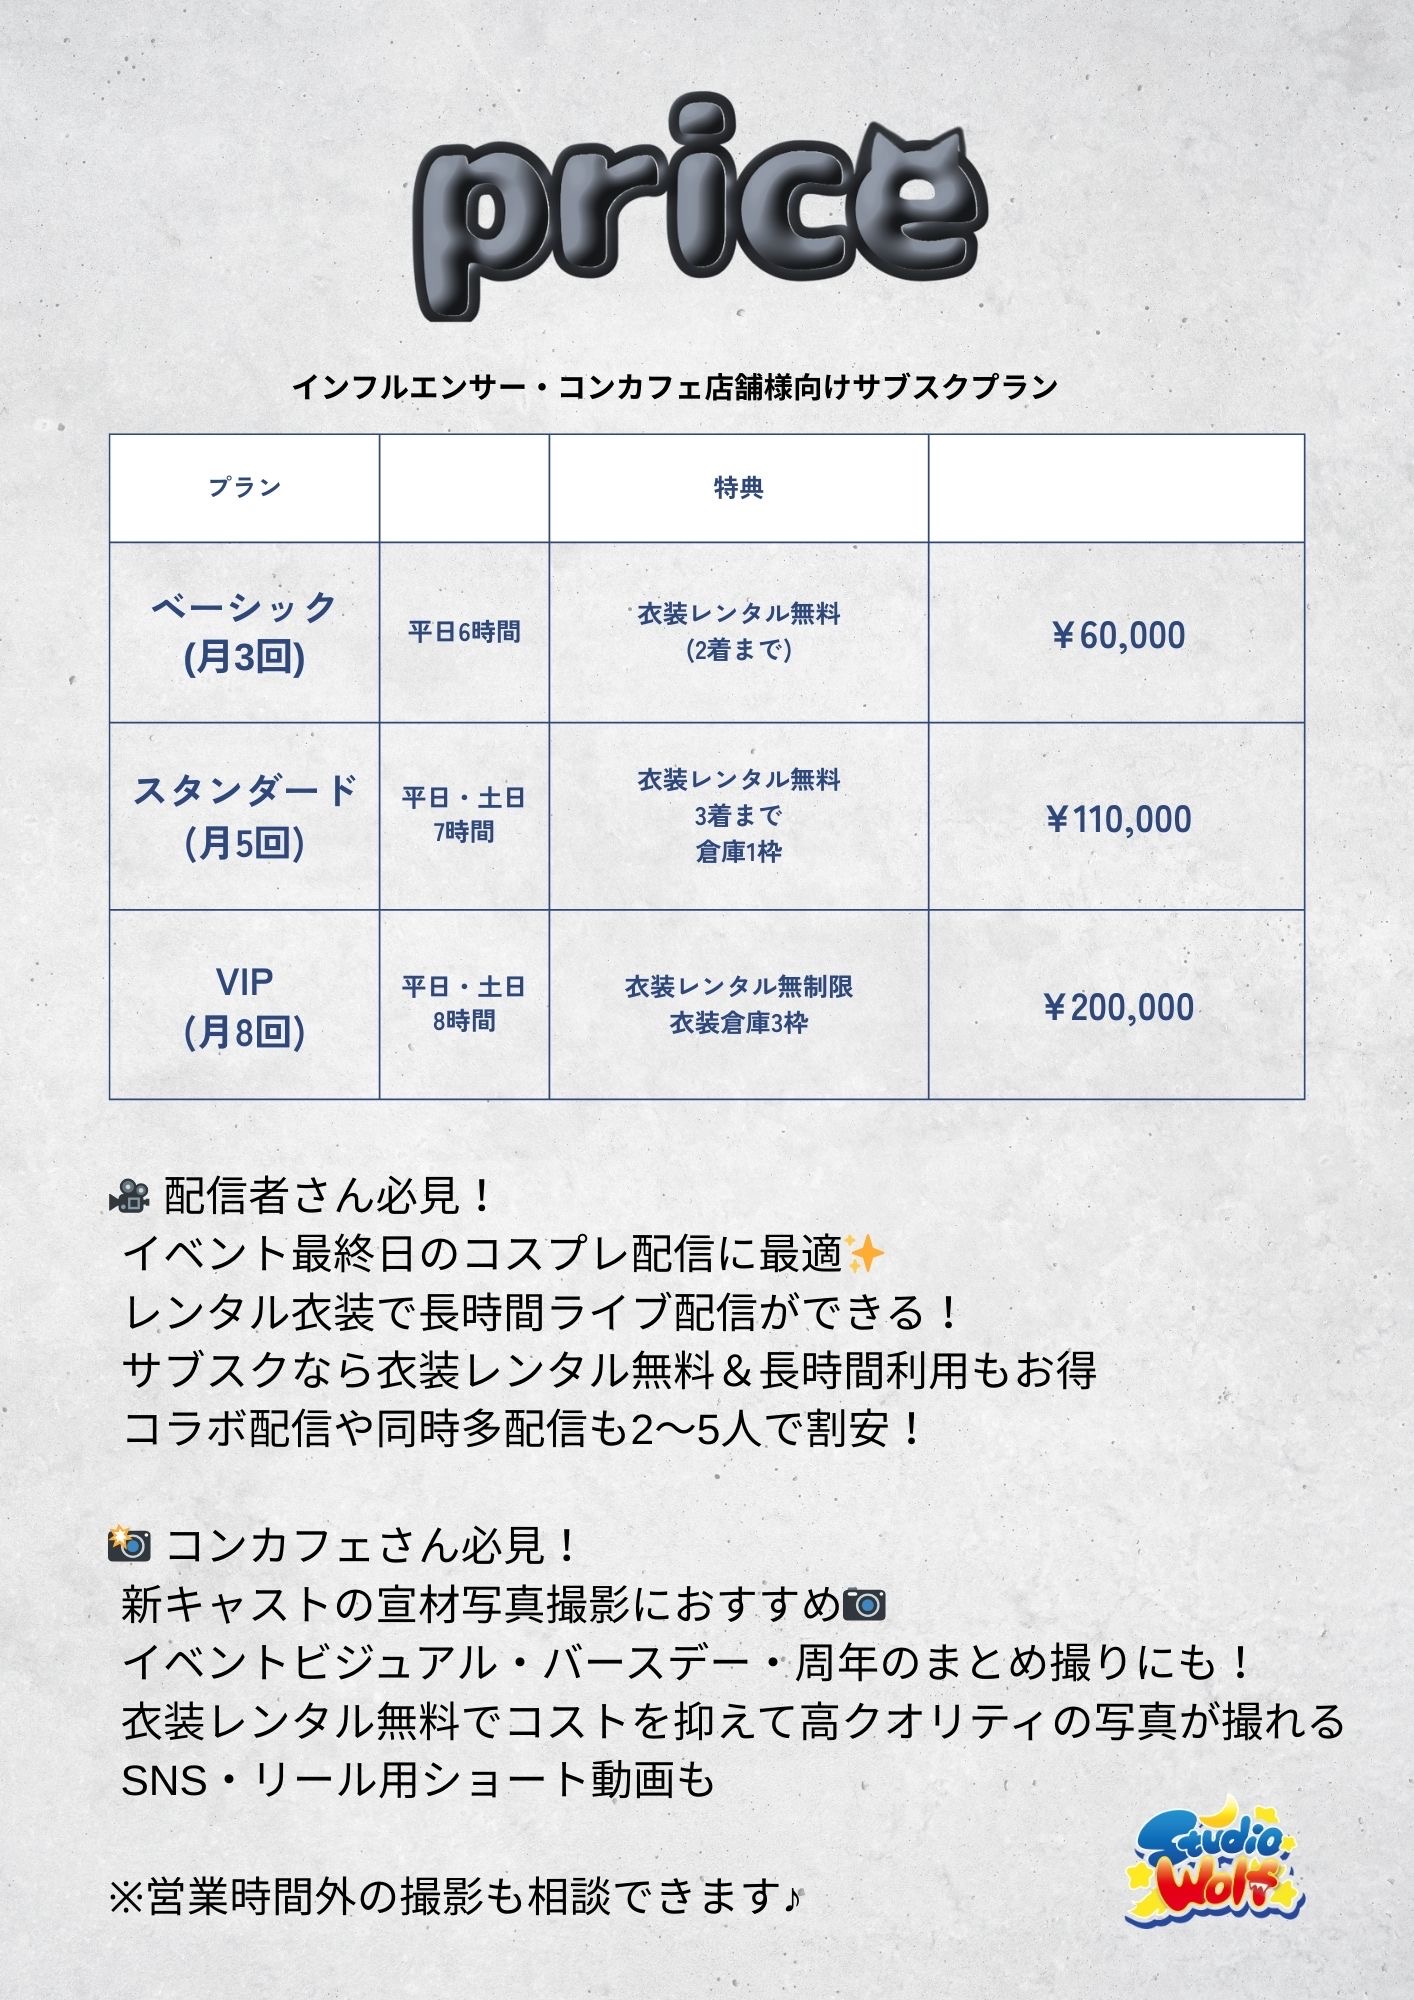 price
インフルエンサー・コンカフェ店舗様向けサブスクプラン
プラン
特典
ベーシック
(月3回)
平日6時間
衣装レンタル無料
(2着まで)
￥60,000
スタンダード
(月5回)
平日・土日
7時間
衣装レンタル無料
3着まで
倉庫1枠
￥110,000
VIP
(月8回)
平日・土日
8時間
衣装レンタル無制限
衣装倉庫3枠
￥200,000
🎥 配信者さん必見！
イベント最終日のコスプレ配信に最適✨
レンタル衣装で長時間ライブ配信ができる！
サブスクなら衣装レンタル無料＆長時間利用もお得
コラボ配信や同時多配信も2〜5人で割安！
📸 コンカフェさん必見！
新キャストの宣材写真撮影におすすめ📷
イベントビジュアル・バースデー・周年のまとめ撮りにも！
衣装レンタル無料でコストを抑えて高クオリティの写真が撮れる
SNS・リール用ショート動画も
※営業時間外の撮影も相談できます♪
Studio
Wolf